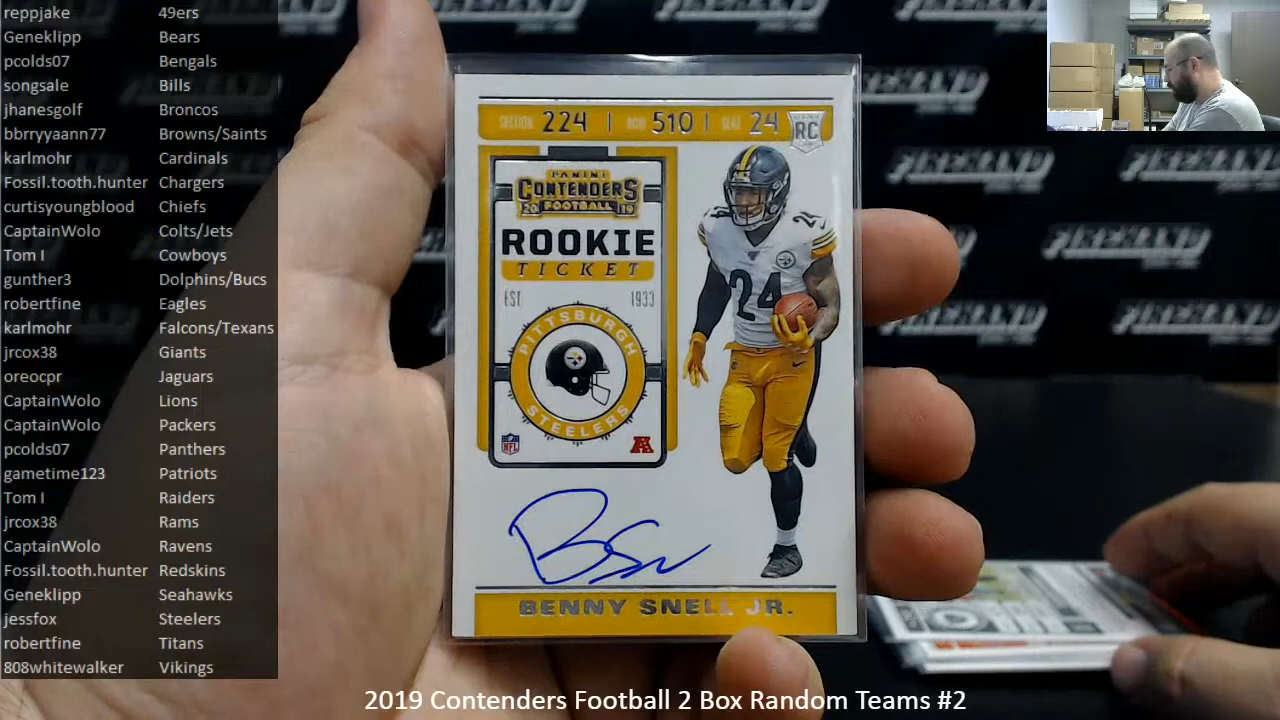 reppjake 49ers
Geneklipp Bears
pcolds07 Bengals
songsale Bills
jhanesgolf Broncos
bbrryyaann77 Browns/Saints
karlmohr Cardinals
Fossil.tooth.hunter Chargers
curtisyoungblood Chiefs
CaptainWolo Colts/Jets
Tom I Cowboys
gunther3 Dolphins/Bucs
robertfine Eagles
karlmohr Falcons/Texans
jrcox38 Giants
oreocpr Jaguars
CaptainWolo Lions
CaptainWolo Packers
pcolds07 Panthers
gametime123 Patriots
Tom I Raiders
jrcox38 Rams
CaptainWolo Ravens
Fossil.tooth.hunter Redskins
Geneklipp Seahawks
jessfox Steelers
robertfine Titans
808whitewalker Vikings
SECTION 224 | ROW 510 | SEAT 24
RC
PANINI
CONTENDERS
20 FOOTBALL 19
ROOKIE
TICKET
EST 1933
PITTSBURGH
STEELERS
NFL
24
24
BENNY SNELL JR.
2019 Contenders Football 2 Box Random Teams #2